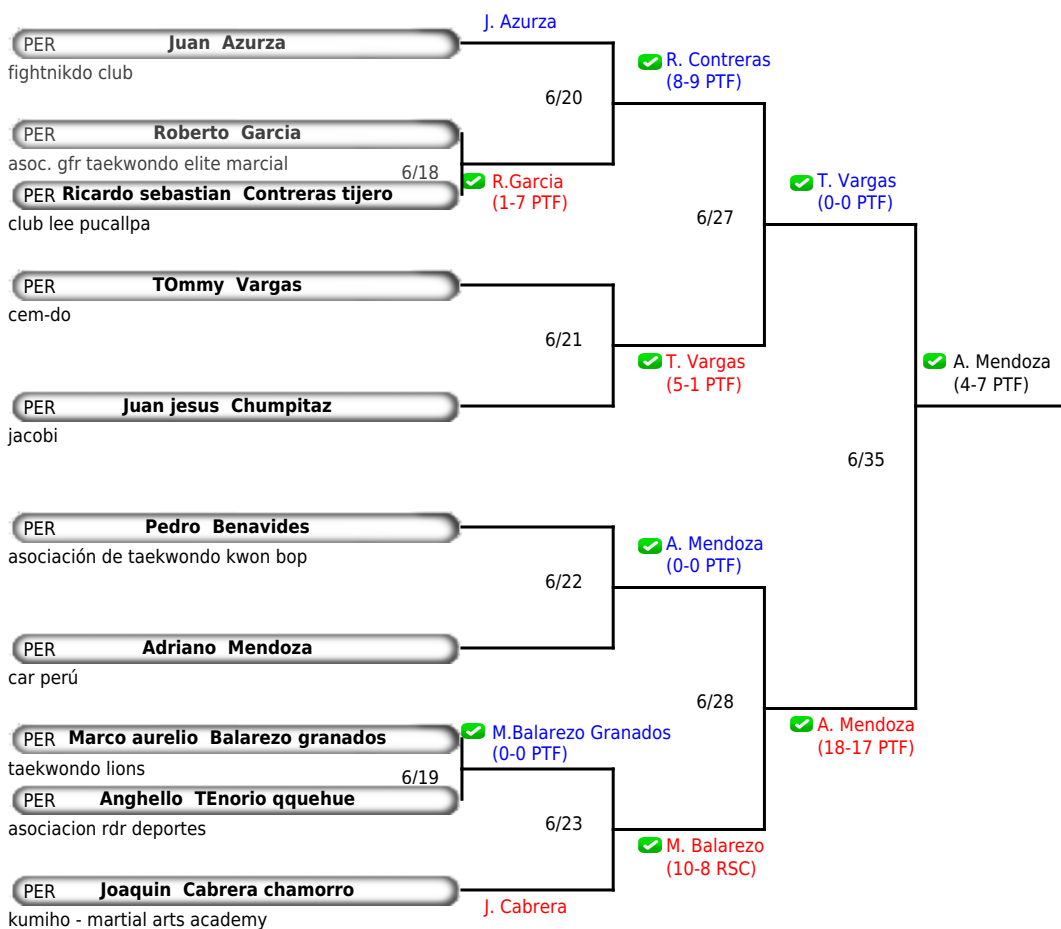 J. Azurza
PER Juan Azurza
fightnikdo club
R. Contreras
(8-9 PTF)
6/20
PER Roberto Garcia
asoc. gfr taekwondo elite marcial
6/18
R.Garcia
(1-7 PTF)
PER Ricardo sebastian Contreras tijero
club lee pucallpa
T. Vargas
(0-0 PTF)
6/27
PER TOmmy Vargas
cem-do
6/21
T. Vargas
(5-1 PTF)
A. Mendoza
(4-7 PTF)
PER Juan jesus Chumpitaz
jacobi
6/35
PER Pedro Benavides
asociación de taekwondo kwon bop
A. Mendoza
(0-0 PTF)
6/22
PER Adriano Mendoza
car perú
6/28
A. Mendoza
(18-17 PTF)
PER Marco aurelio Balarezo granados
taekwondo lions
M.Balarezo Granados
(0-0 PTF)
6/19
PER Anghello TEnorio qquehue
asociacion rdr deportes
6/23
M. Balarezo
(10-8 RSC)
PER Joaquin Cabrera chamorro
kumiho - martial arts academy
J. Cabrera